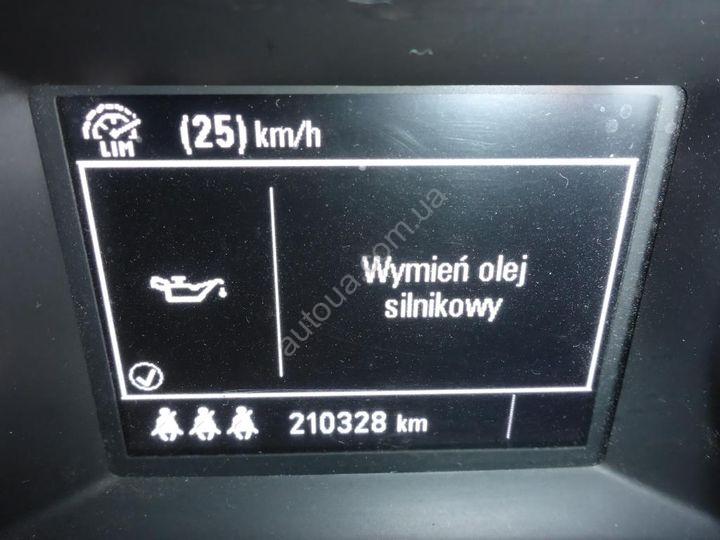 LIM (25) km/h
Wymień olej
silnikowy
210328 km
autoua.com.ua